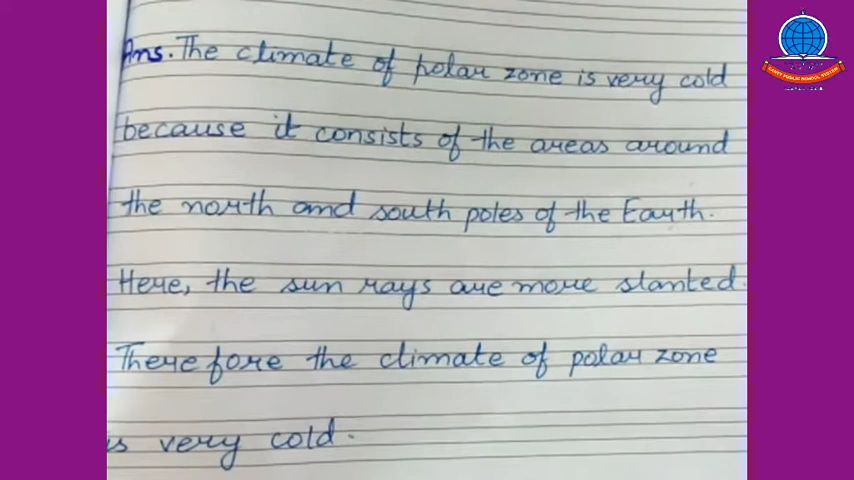 Ans. The climate of polar zone is very cold
because it consists of the areas around
the north and south poles of the Earth.
Here, the sun rays are more slanted.
Therefore the climate of polar zone
is very cold.